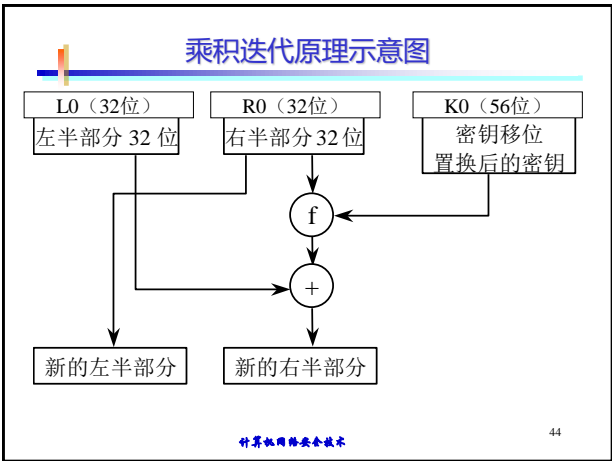 乘积迭代原理示意图
L0（32位）
左半部分 32 位
R0（32位）
右半部分 32 位
K0（56位）
密钥移位
置换后的密钥
f
+
新的左半部分
新的右半部分
计算机网络安全技术
44